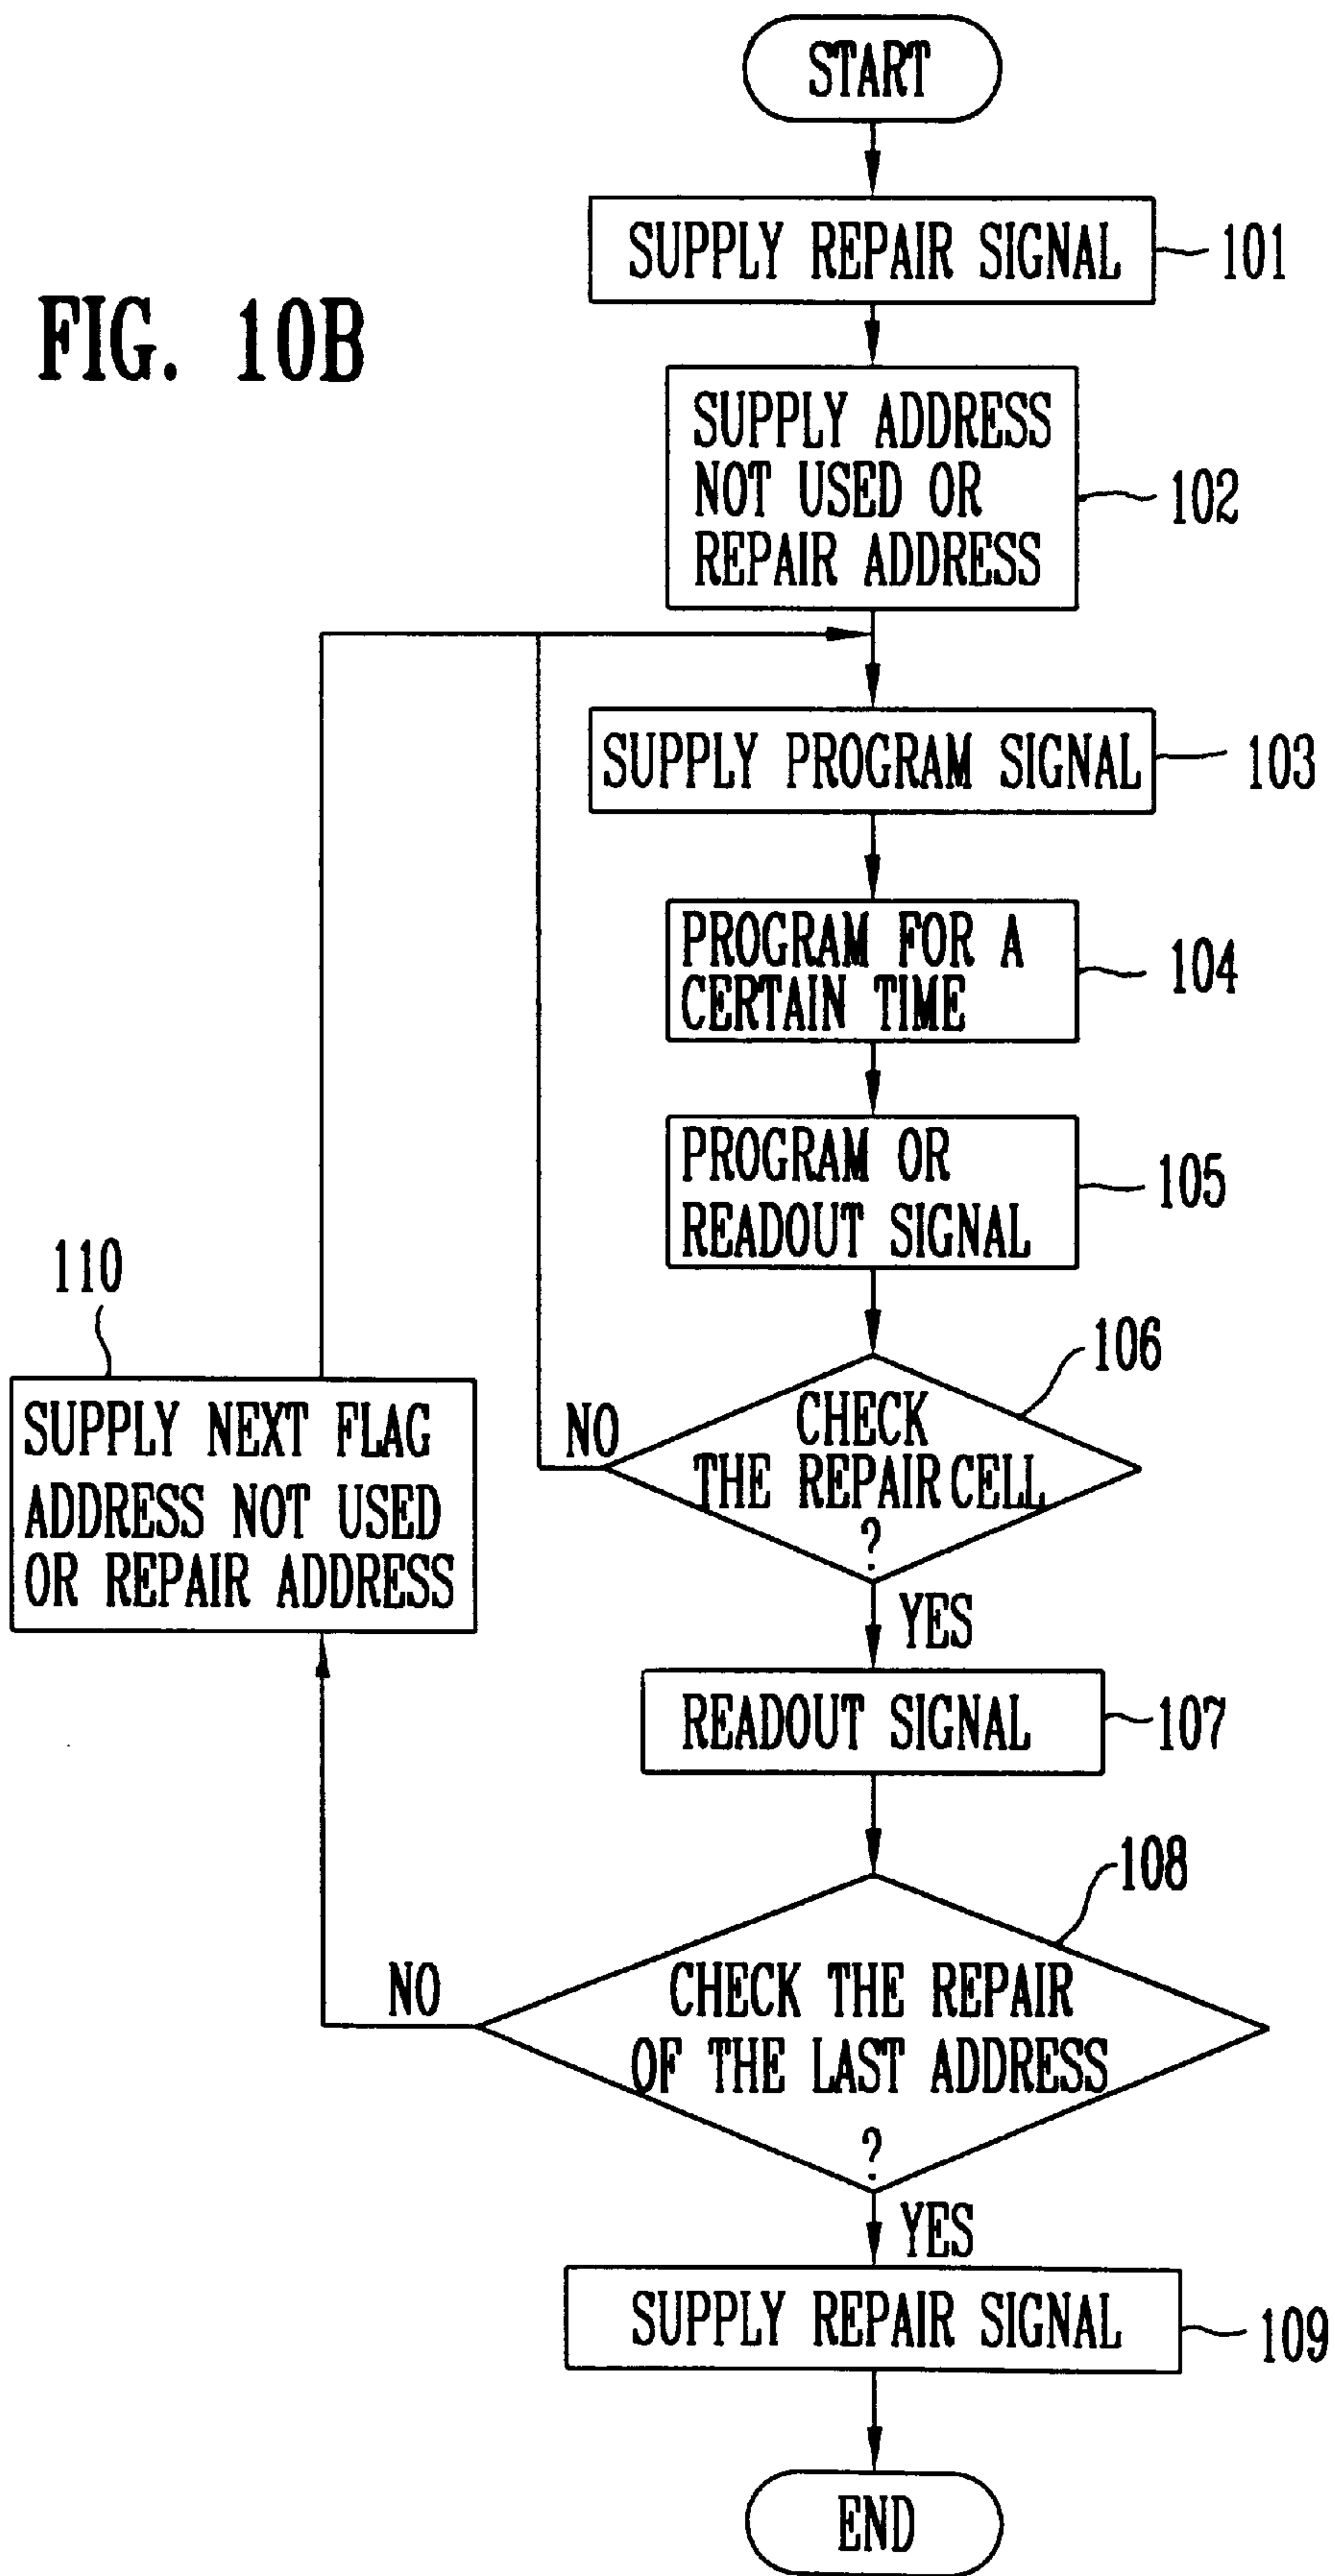 START
SUPPLY REPAIR SIGNAL
101
FIG. 10B
SUPPLY ADDRESS
NOT USED OR
REPAIR ADDRESS
102
SUPPLY PROGRAM SIGNAL
103
PROGRAM FOR A
CERTAIN TIME
104
PROGRAM OR
READOUT SIGNAL
105
110
SUPPLY NEXT FLAG
ADDRESS NOT USED
OR REPAIR ADDRESS
106
NO
CHECK
THE REPAIR CELL
?
YES
READOUT SIGNAL
107
108
NO
CHECK THE REPAIR
OF THE LAST ADDRESS
?
YES
SUPPLY REPAIR SIGNAL
109
END